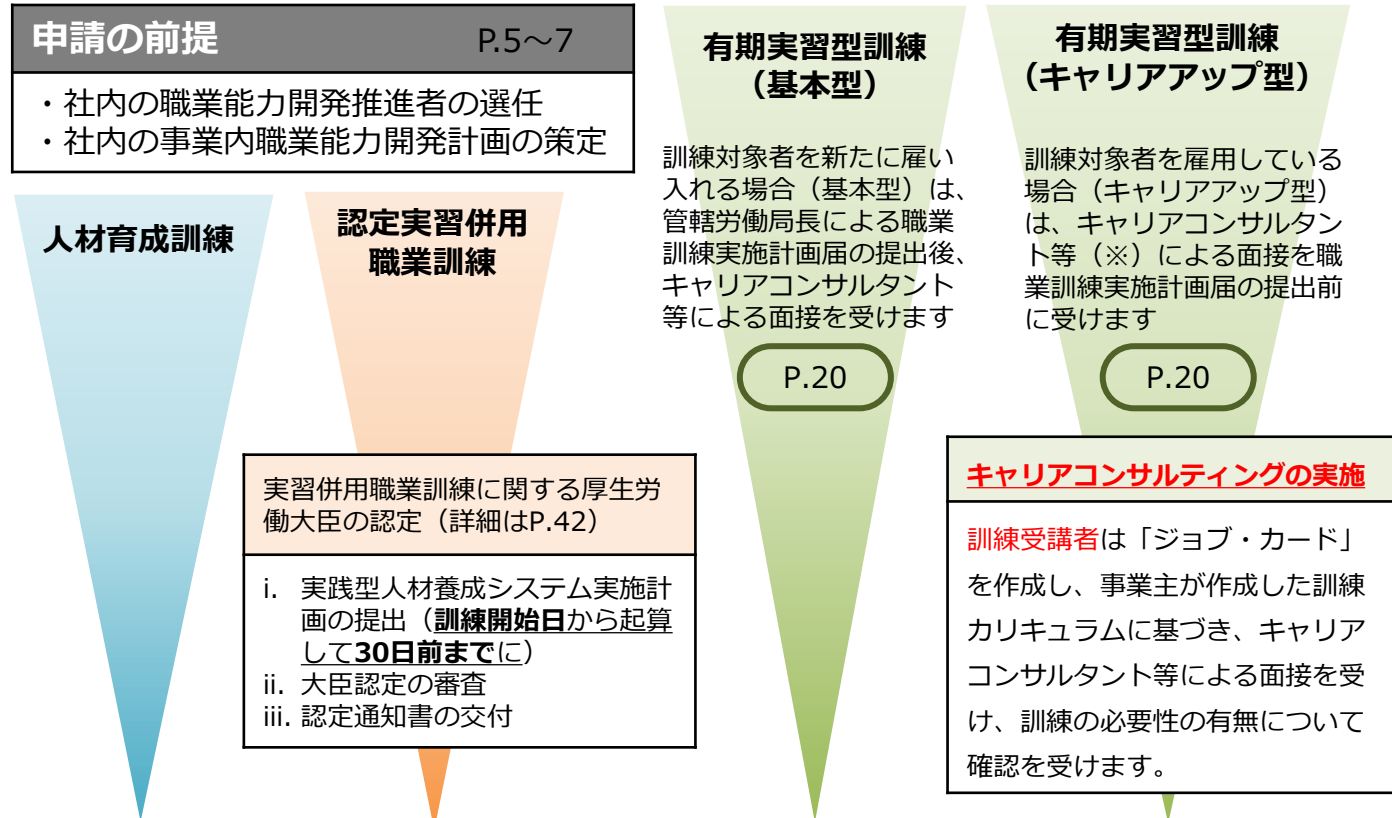 申請の前提 P.5～7
・社内の職業能力開発推進者の選任
・社内の事業内職業能力開発計画の策定
人材育成訓練
認定実習併用
職業訓練
実習併用職業訓練に関する厚生労
働大臣の認定（詳細はP.42）
i. 実践型人材養成システム実施計
画の提出（訓練開始日から起算
して30日前までに）
ii. 大臣認定の審査
iii. 認定通知書の交付
有期実習型訓練
（基本型）
訓練対象者を新たに雇い
入れる場合（基本型）は、
管轄労働局長による職業
訓練実施計画届の提出後、
キャリアコンサルタント
等による面接を受けます
P.20
有期実習型訓練
（キャリアアップ型）
訓練対象者を雇用している
場合（キャリアアップ型）
は、キャリアコンサルタン
ト等（※）による面接を職
業訓練実施計画届の提出前
に受けます
P.20
キャリアコンサルティングの実施
訓練受講者は「ジョブ・カード」
を作成し、事業主が作成した訓練
カリキュラムに基づき、キャリア
コンサルタント等による面接を受
け、訓練の必要性の有無について
確認を受けます。